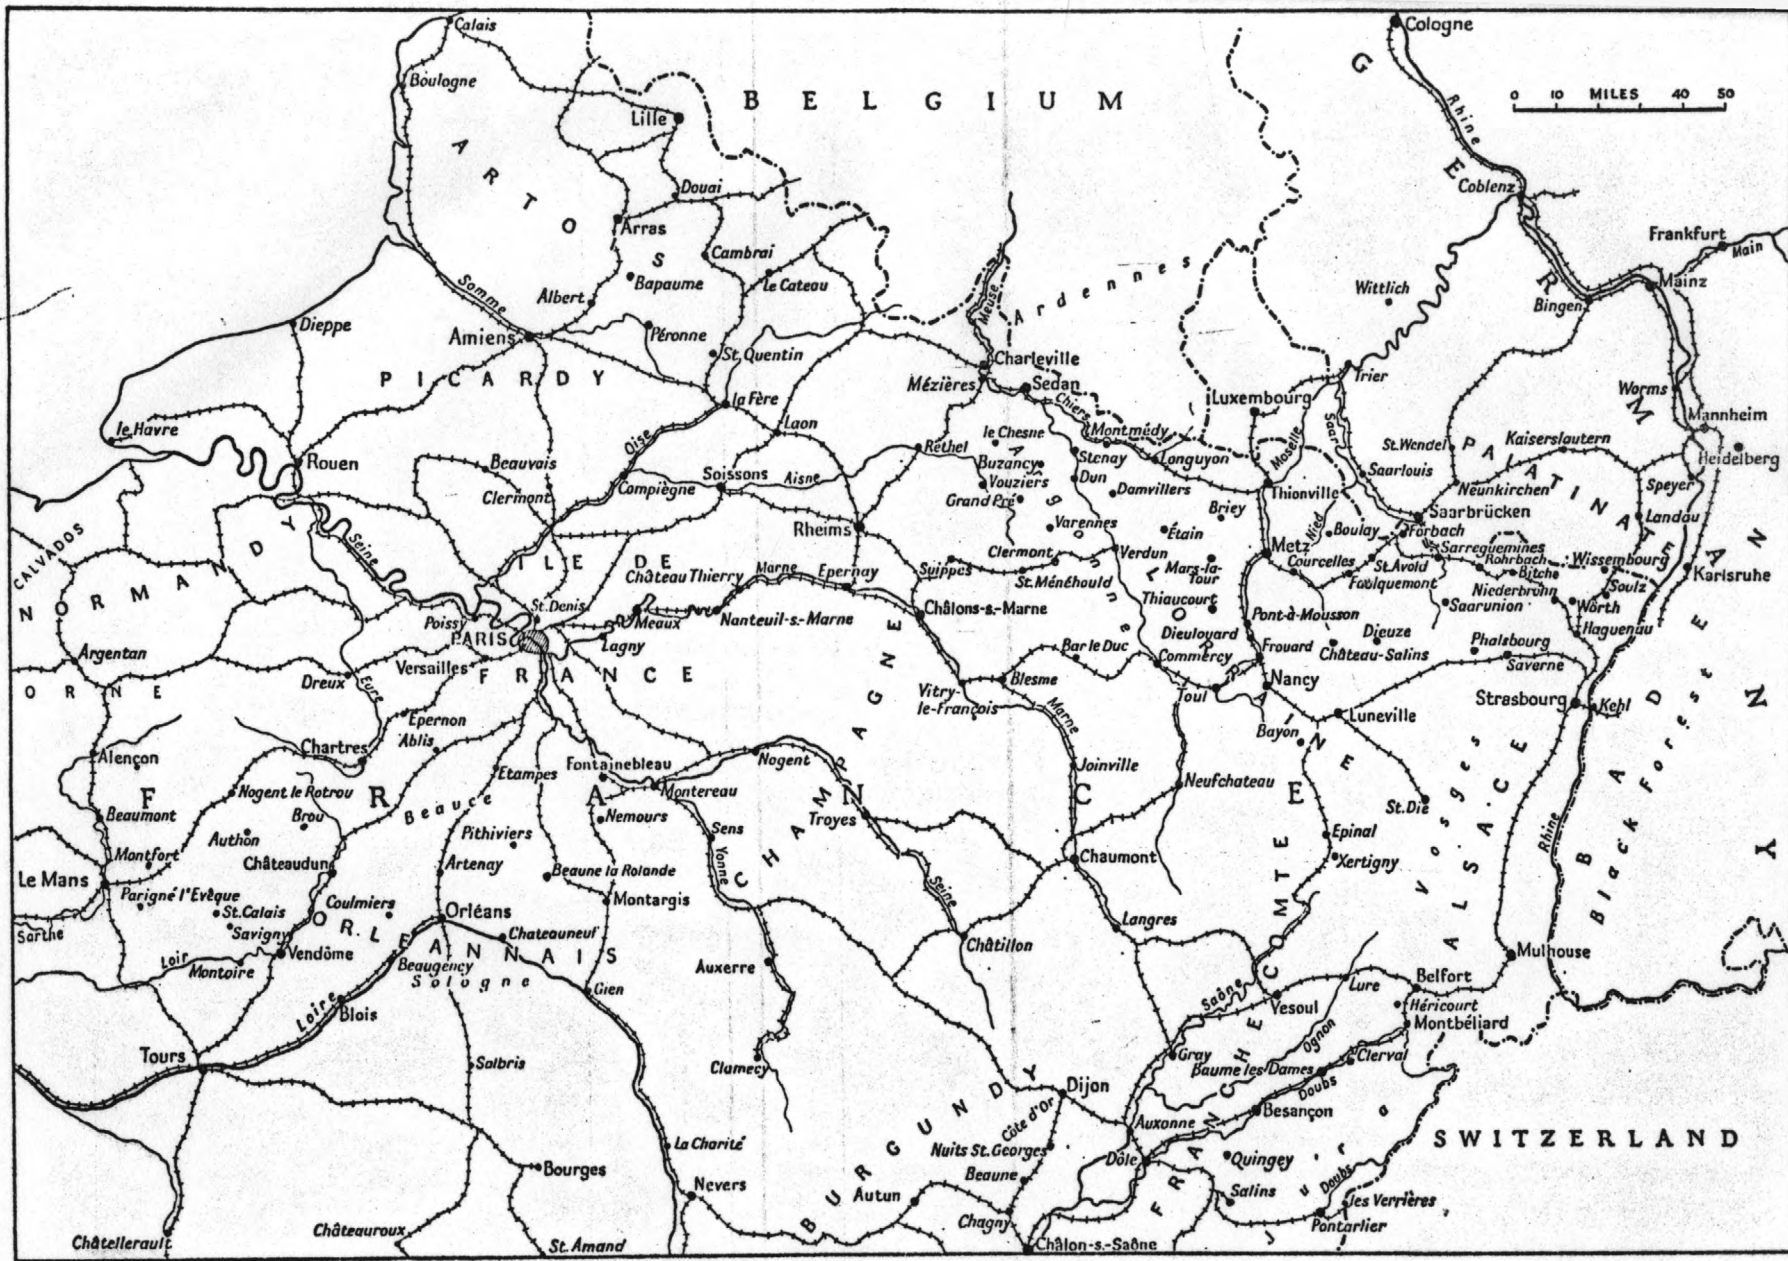 Calais
Cologne
Boulogne
BELGIUM
MILES
0 10 40 50
Lille
Rhine
GERMANY
ARTOIS
Douai
Coblenz
Arras
Frankfurt
Main
Cambrai
Bapaume
le Cateau
Somme
Albert
Meuse
Ardennes
Wittlich
Mainz
Bingen
Dieppe
Amiens
Péronne
St. Quentin
Charleville
PICARDY
Mézières
Sedan
Chiers
Trier
Worms
la Fère
Luxembourg
Mannheim
le Havre
Oise
Laon
le Chesne
Montmédy
Moselle
Saar
St. Wendel
Kaiserslautern
PALATINATE
Heidelberg
Rouen
Beauvais
Rethel
Buzancy
Stenay
Longuyon
Saarlouis
Clermont
Compiègne
Soissons
Aisne
Vouziers
Dun
Damvillers
Thionville
Neunkirchen
Speyer
Grand Pré
Briey
Saarbrücken
Landau
NORMANDY
Seine
Rheims
Varennes
Étain
Nied
Boulay
Forbach
CALVADOS
ILE DE FRANCE
Clermont
Verdun
Metz
Sarreguemines
Argonne
Château Thierry
Marne
Epernay
Suippes
St. Ménéhould
Mars-la-Tour
Courcelles
St. Avold
Rohrbach
Bitche
Wissembourg
Karlsruhe
Faulquemont
Soulz
Niederbronn
St. Denis
Meaux
Nanteuil-s.-Marne
Châlons-s-Marne
Thiaucourt
Saarunion
Wörth
Poissy
PARIS
Pont-à-Mousson
Haguenau
Lagny
Dieulouard
Dieuze
Phalsbourg
Argentan
Versailles
Bar le Duc
Commercy
Frouard
Château-Salins
Saverne
ORNE
Dreux
Eure
LORRAINE
Blesme
Toul
Nancy
Vitry-le-François
Marne
Strasbourg
Kehl
Epernon
Luneville
Ablis
Bayon
Alençon
Chartres
Nogent
Fontainebleau
Joinville
Neufchateau
Etampes
Montereau
Nogent le Rotrou
FRANCE
CHAMPAGNE
St. Dié
Vosges
ALSACE
BADEN
Black Forest
Beaumont
Brou
Beauce
Nemours
Troyes
Epinal
Rhine
Authon
Pithiviers
Sens
Yonne
Xertigny
Montfort
Châteaudun
Artenay
Chaumont
Le Mans
Beaune la Rolande
Seine
Parigné l'Evêque
Coulmiers
Montargis
St. Calais
Orléans
Langres
Sarthe
Savigny
ORLEANNAIS
Chateauneuf
Châtillon
Loir
Vendôme
Mulhouse
Montoire
Beaugency
Auxerre
Sologne
Gien
Saône
Lure
Belfort
Loire
Blois
Vesoul
Héricourt
Ognon
Montbéliard
Tours
Gray
Clerval
Salbris
Clamecy
Baume les Dames
Dijon
Doubs
FRANCHE COMTE
Besançon
Côte d'Or
Auxonne
La Charité
Nuits St. Georges
SWITZERLAND
BURGUNDY
Bourges
Dôle
Quingey
Jura
Beaune
Doubs
Nevers
Autun
Salins
les Verrières
Chagny
Pontarlier
Châteauroux
Châtellerault
St. Amand
Châlon-s.-Saône